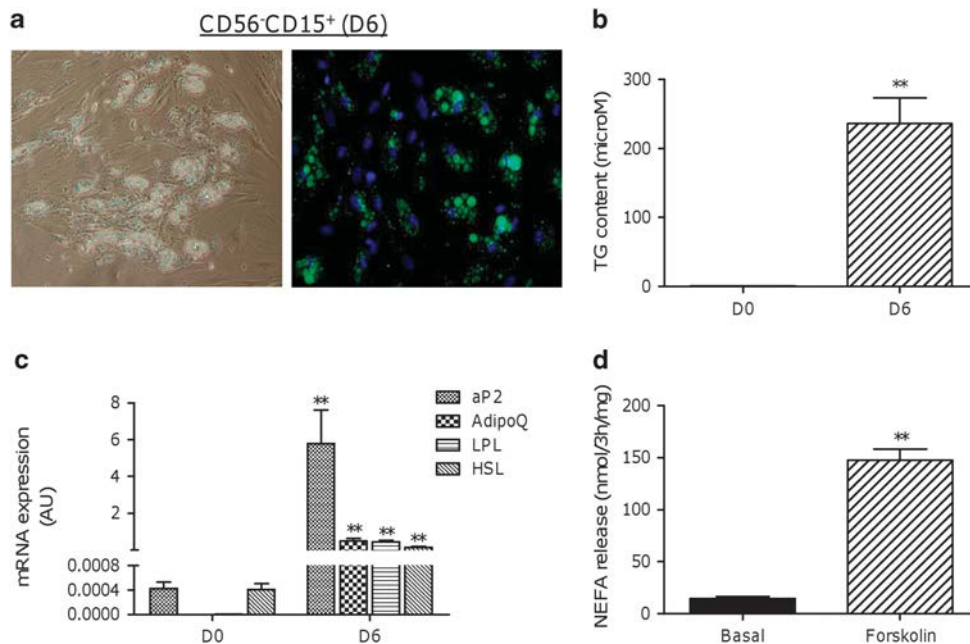 a
CD56-CD15+ (D6)
b
TG content (microM)
300
200
100
0
**
D0
D6
c
mRNA expression
(AU)
8
6
4
2
0.0008
0.0004
0.0000
**
**
**
**
D0
D6
aP2
AdipoQ
LPL
HSL
d
NEFA release (nmol/3h/mg)
200
150
100
50
0
**
Basal
Forskolin